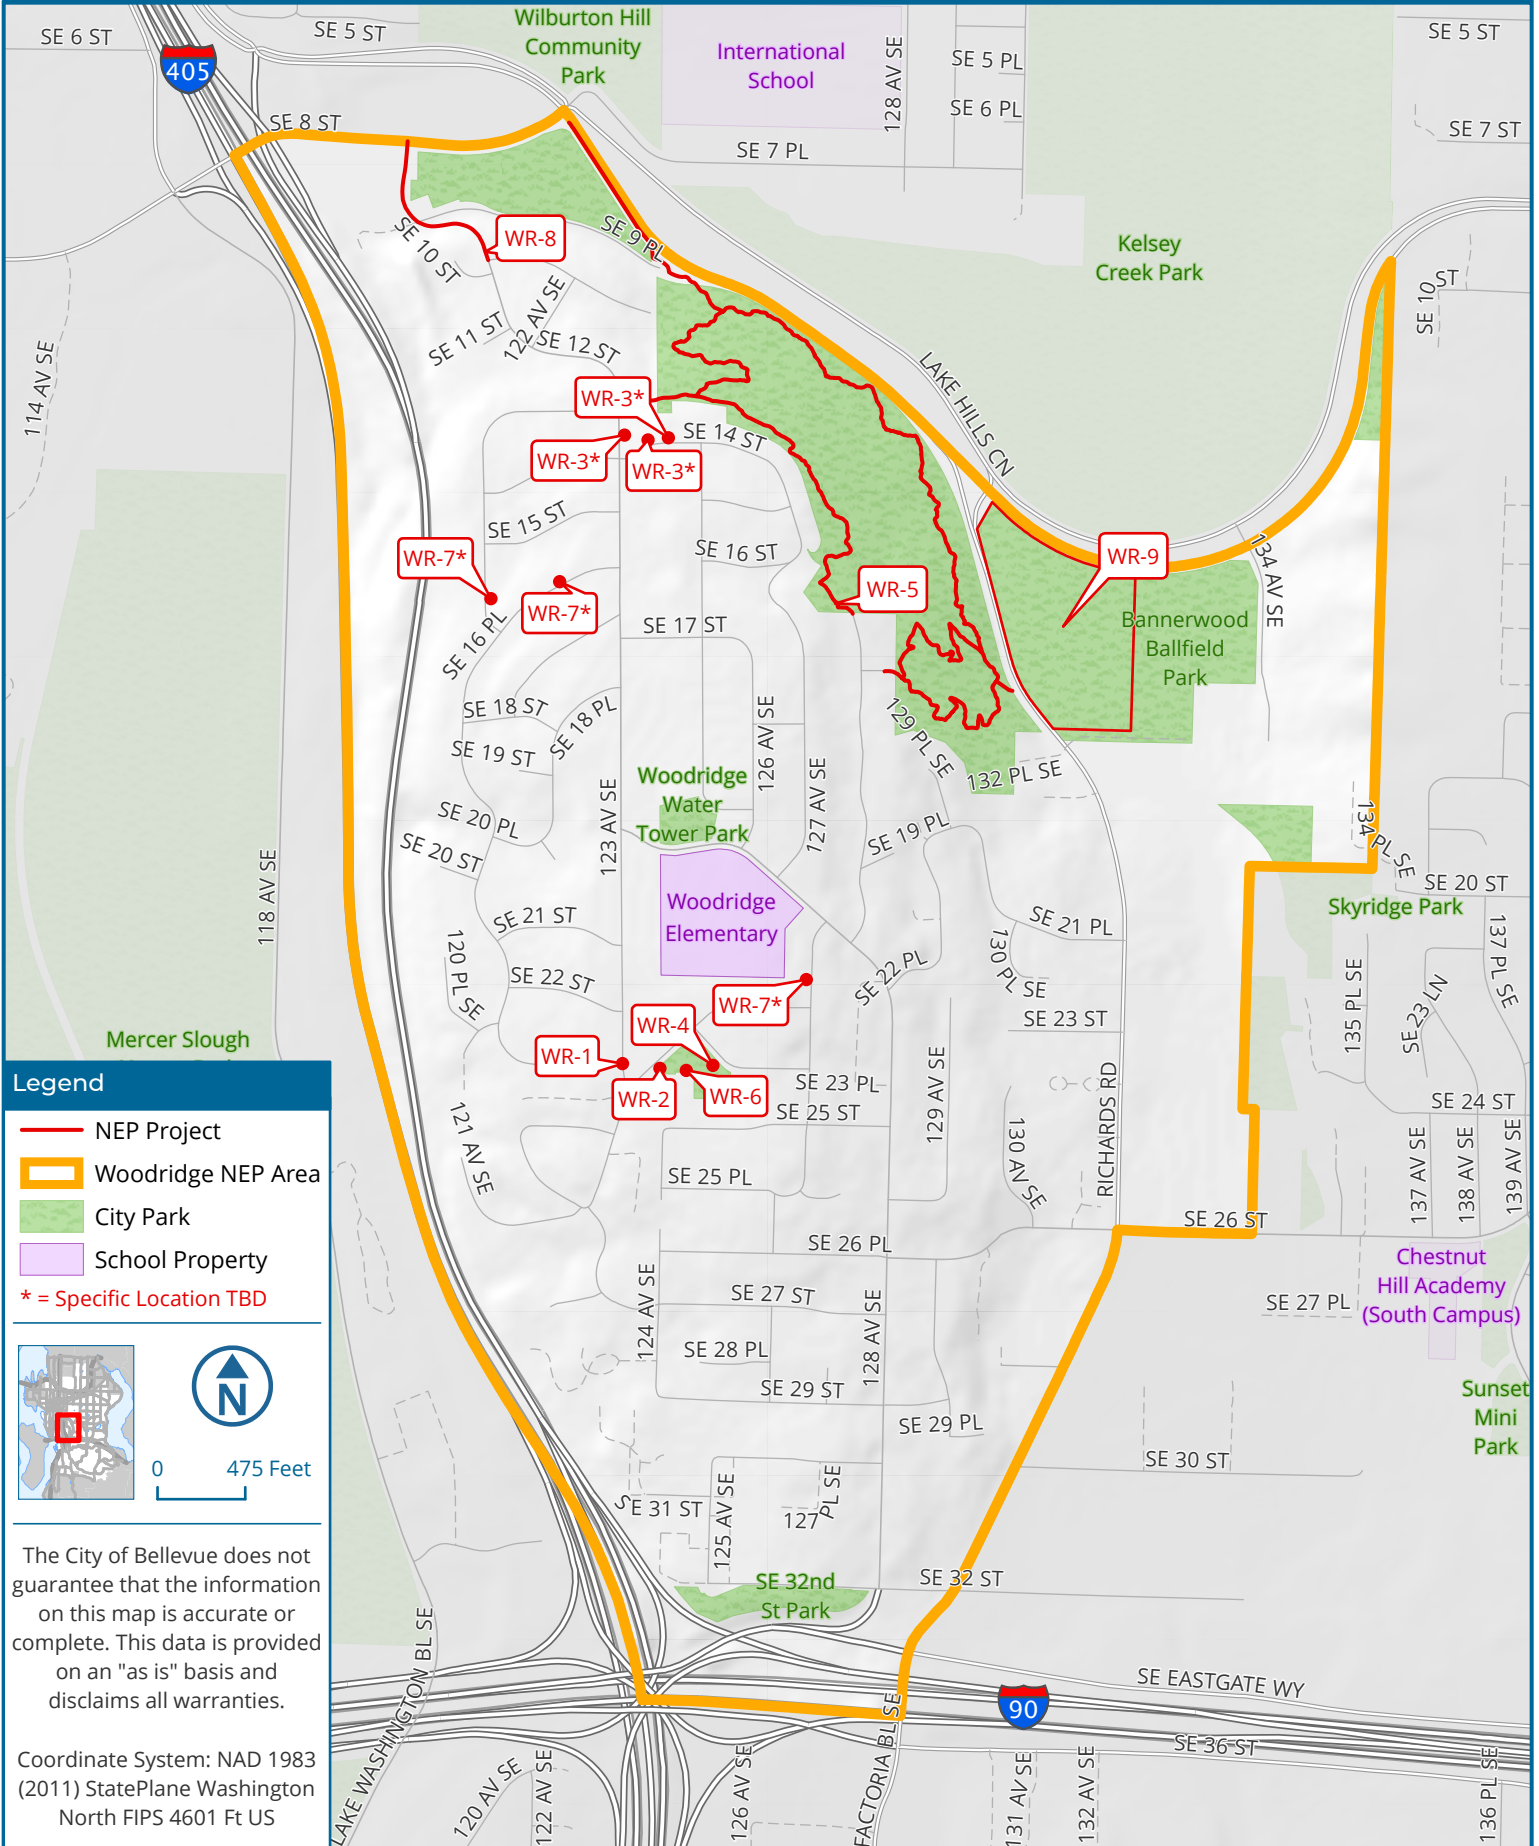 SE 6 ST
SE 5 ST
405
Wilburton Hill
Community
Park
International
School
128 AV SE
SE 5 PL
SE 6 PL
SE 5 ST
SE 7 ST
SE 7 PL
SE 8 ST
SE 9 PL
SE 10 ST
WR-8
Kelsey
Creek Park
SE 10 ST
114 AV SE
SE 11 ST
122 AV SE
SE 12 ST
LAKE HILLS CN
WR-3*
WR-3*
WR-3*
SE 14 ST
SE 15 ST
SE 16 ST
WR-7*
WR-7*
SE 16 PL
WR-5
WR-9
134 AV SE
Bannerwood
Ballfield
Park
SE 17 ST
SE 18 ST
SE 18 PL
SE 19 ST
126 AV SE
129 PL SE
132 PL SE
Woodridge
Water
Tower Park
127 AV SE
123 AV SE
SE 20 PL
SE 20 ST
SE 19 PL
134 PL SE
SE 20 ST
Skyridge Park
118 AV SE
Woodridge
Elementary
SE 21 ST
SE 21 PL
120 PL SE
SE 22 ST
SE 22 PL
130 PL SE
137 PL SE
135 PL SE
SE 23 LN
WR-7*
SE 23 ST
Mercer Slough
WR-4
WR-1
WR-2
WR-6
SE 23 PL
SE 25 ST
129 AV SE
RICHARDS RD
SE 24 ST
121 AV SE
130 AV SE
137 AV SE
138 AV SE
139 AV SE
SE 25 PL
SE 26 ST
SE 26 PL
Chestnut
Hill Academy
(South Campus)
124 AV SE
SE 27 ST
128 AV SE
SE 27 PL
SE 28 PL
SE 29 ST
SE 29 PL
Sunset
Mini
Park
SE 30 ST
SE 31 ST
125 AV SE
127 PL SE
SE 32nd
St Park
SE 32 ST
LAKE WASHINGTON BL SE
SE EASTGATE WY
90
SE 36 ST
FACTORIA BL SE
120 AV SE
122 AV SE
126 AV SE
131 AV SE
132 AV SE
136 PL SE
Legend
NEP Project
Woodridge NEP Area
City Park
School Property
* = Specific Location TBD
N
0 475 Feet
The City of Bellevue does not
guarantee that the information
on this map is accurate or
complete. This data is provided
on an "as is" basis and
disclaims all warranties.
Coordinate System: NAD 1983
(2011) StatePlane Washington
North FIPS 4601 Ft US